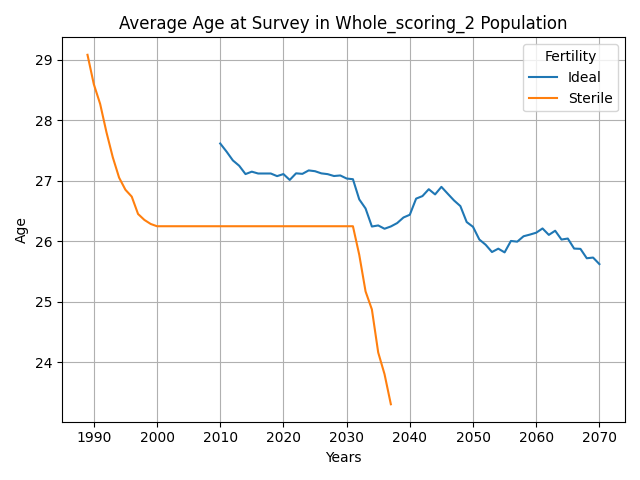 Average Age at Survey in Whole_scoring_2 Population
Fertility
Ideal
Sterile
29
28
27
26
25
24
Age
1990 2000 2010 2020 2030 2040 2050 2060 2070
Years